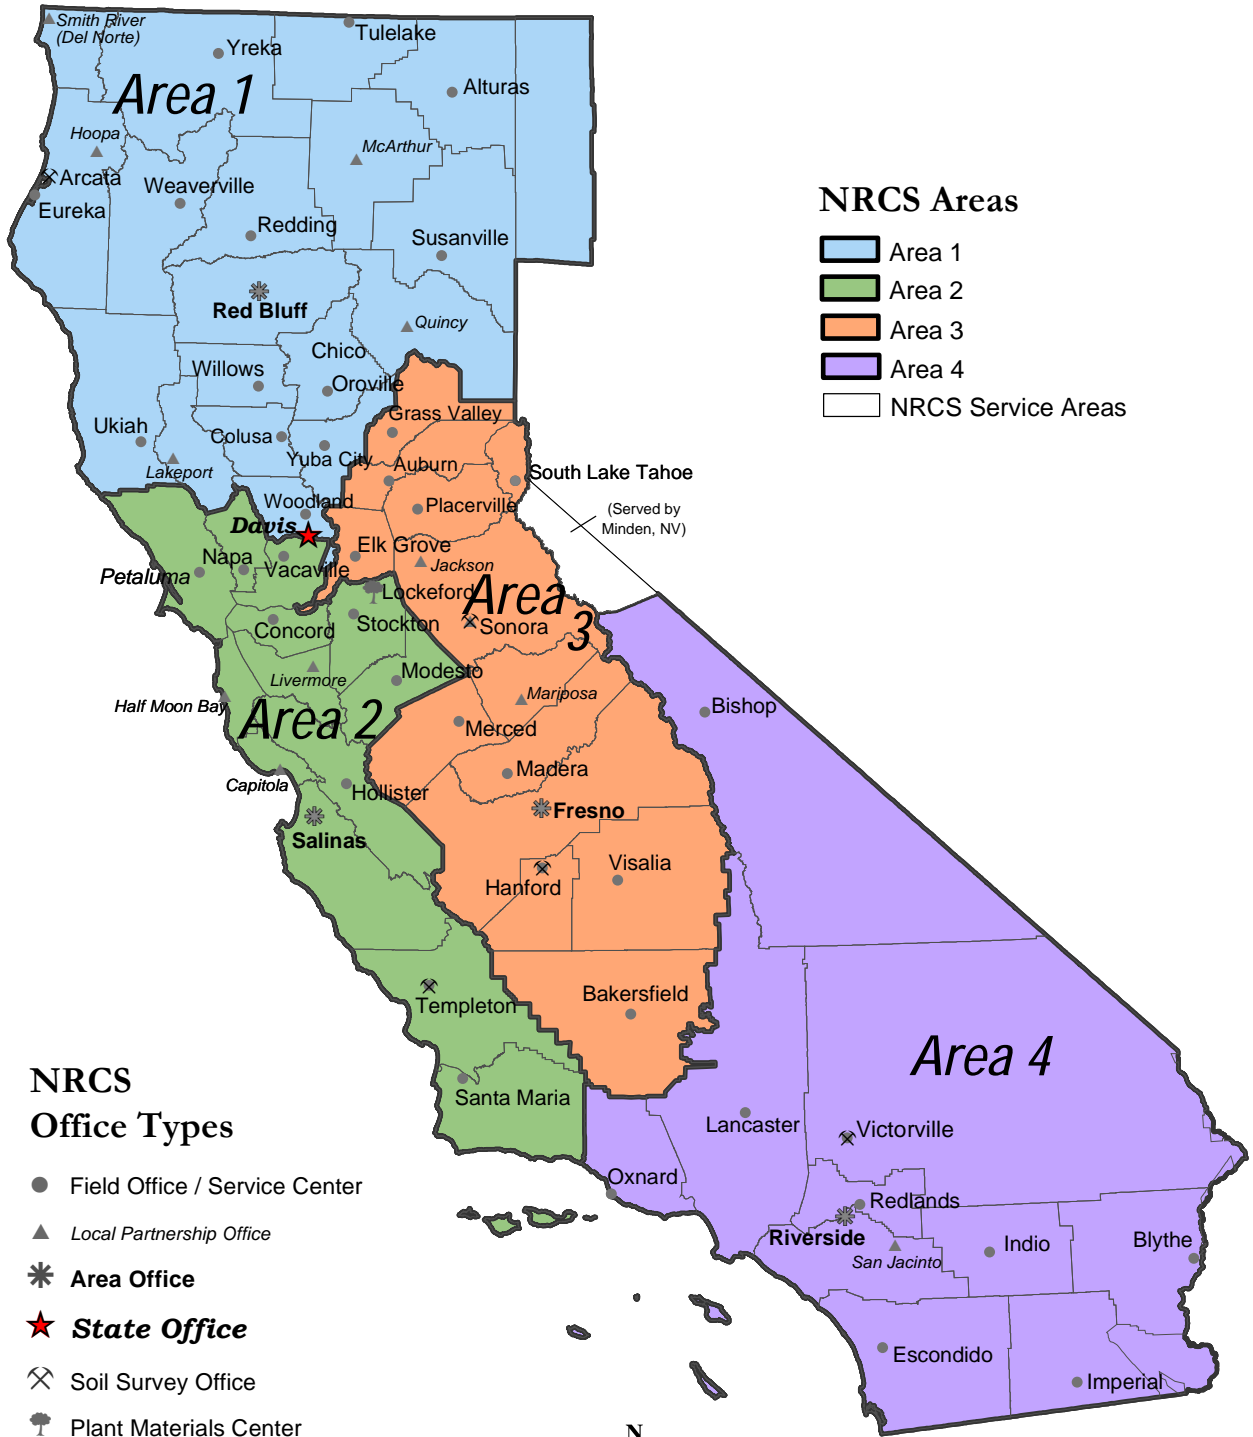 Smith River
(Del Norte)
Tulelake
Yreka
Area 1
Alturas
Hoopa
McArthur
Arcata
Weaverville
Eureka
Redding
Susanville
Red Bluff
Quincy
Chico
Willows
Oroville
Grass Valley
Ukiah
Colusa
Yuba City
Auburn
Lakeport
South Lake Tahoe
Woodland
Placerville
(Served by
Minden, NV)
Davis
Elk Grove
Napa
Vacaville
Jackson
Petaluma
Lockeford
Area
3
Concord
Stockton
Sonora
Livermore
Modesto
Mariposa
Half Moon Bay
Area 2
Merced
Bishop
Madera
Capitola
Hollister
Fresno
Salinas
Visalia
Hanford
Bakersfield
Templeton
Area 4
Santa Maria
Lancaster
Victorville
Oxnard
Redlands
Riverside
San Jacinto
Indio
Blythe
Escondido
Imperial
NRCS Areas
Area 1
Area 2
Area 3
Area 4
NRCS Service Areas
NRCS
Office Types
Field Office / Service Center
Local Partnership Office
Area Office
State Office
Soil Survey Office
Plant Materials Center
N